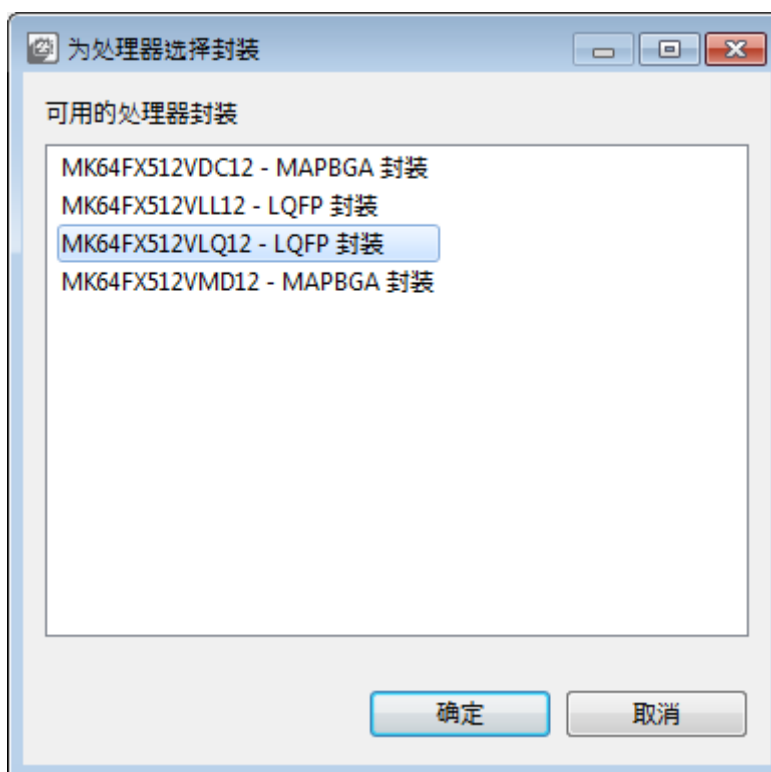 为处理器选择封装
可用的处理器封装
MK64FX512VDC12 - MAPBGA 封装
MK64FX512VLL12 - LQFP 封装
MK64FX512VLQ12 - LQFP 封装
MK64FX512VMD12 - MAPBGA 封装
确定 取消